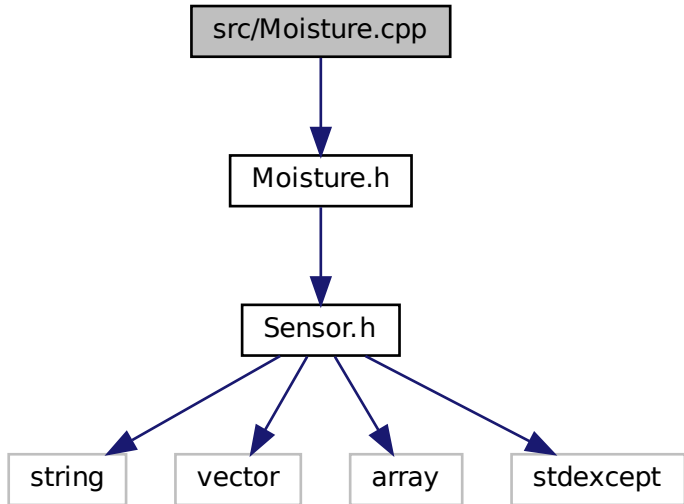 src/Moisture.cpp
Moisture.h
Sensor.h
string
vector
array
stdexcept